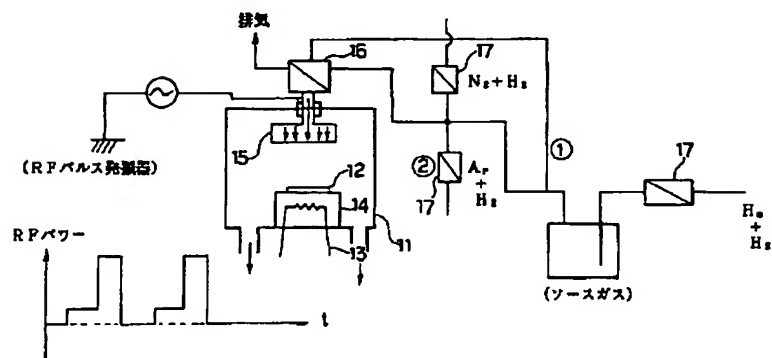 排気
16
17
N₂+H₂
(RFパルス発振器)
15
①
②
17
Aᵣ
+
H₂
17
12
14
11
13
Hₑ
+
H₂
(ソースガス)
RFパワー
t